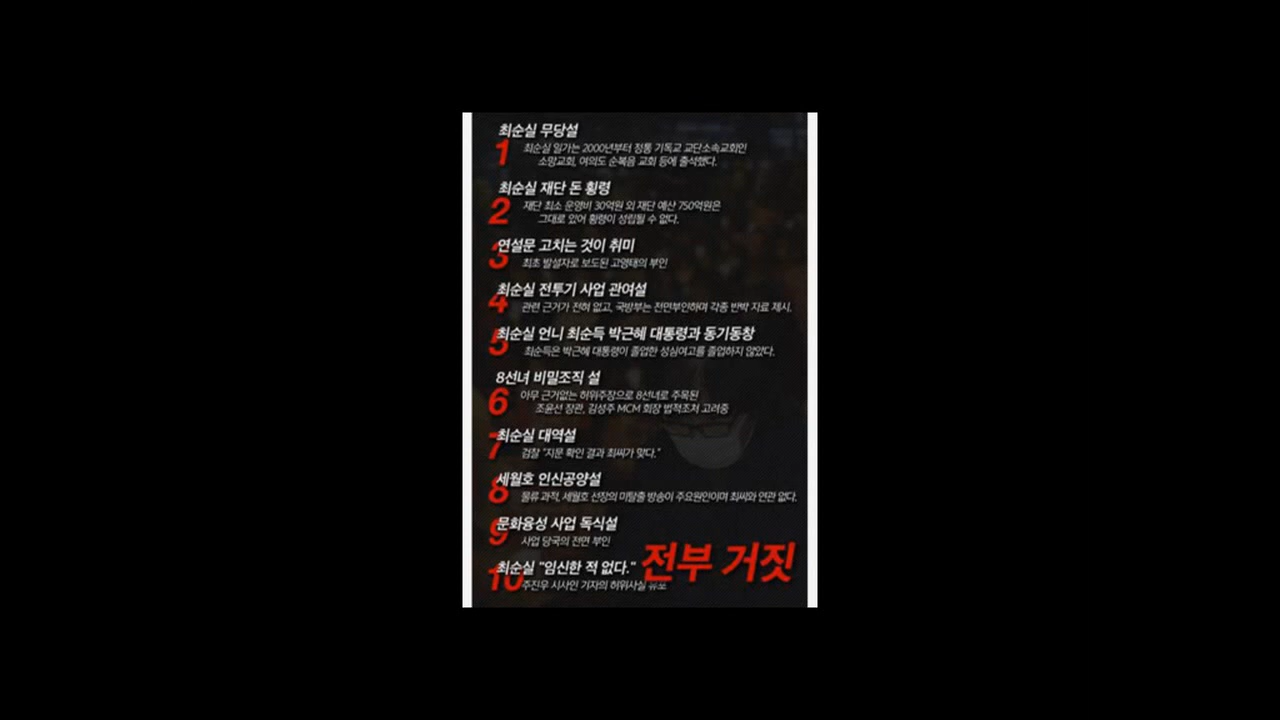 최순실 무당설
1 최순실 일가는 2000년부터 정통 기독교 교단소속교회인
소망교회, 여의도 순복음 교회 등에 출석했다.
최순실 재단 돈 횡령
2 재단 최소 운영비 30억원 외 재단 예산 750억원은
그대로 있어 횡령이 성립될 수 없다.
연설문 고치는 것이 취미
3 최초 발설자로 보도된 고영태의 부인
최순실 전투기 사업 관여설
4 관련 근거가 전혀 없고, 국방부는 전면부인하며 각종 반박 자료 제시.
최순실 언니 최순득 박근혜 대통령과 동기동창
5 최순득은 박근혜 대통령이 졸업한 성심여고를 졸업하지 않았다.
8선녀 비밀조직 설
6 아무 근거없는 허위주장으로 8선녀로 주목된
조윤선 장관, 김성주 MCM 회장 법적조처 고려중
최순실 대역설
7 검찰 "지문 확인 결과 최씨가 맞다."
세월호 인신공양설
8 물류 과적, 세월호 선장의 미탈출 방송이 주요원인이며 최씨와 연관 없다.
문화융성 사업 독식설
9 사업 당국의 전면 부인
최순실 "임신한 적 없다."
10 주진우 시사인 기자의 허위사실 유포
전부 거짓